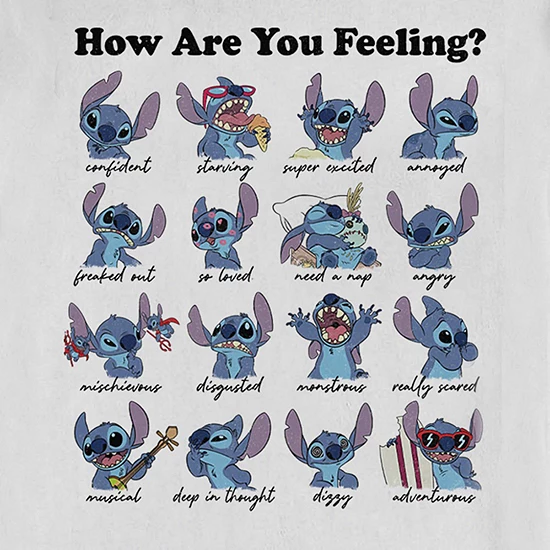 How Are You Feeling?
confident starving super excited annoyed
freaked out so loved need a nap angry
mischievous disgusted monstrous really scared
musical deep in thought dizzy adventurous